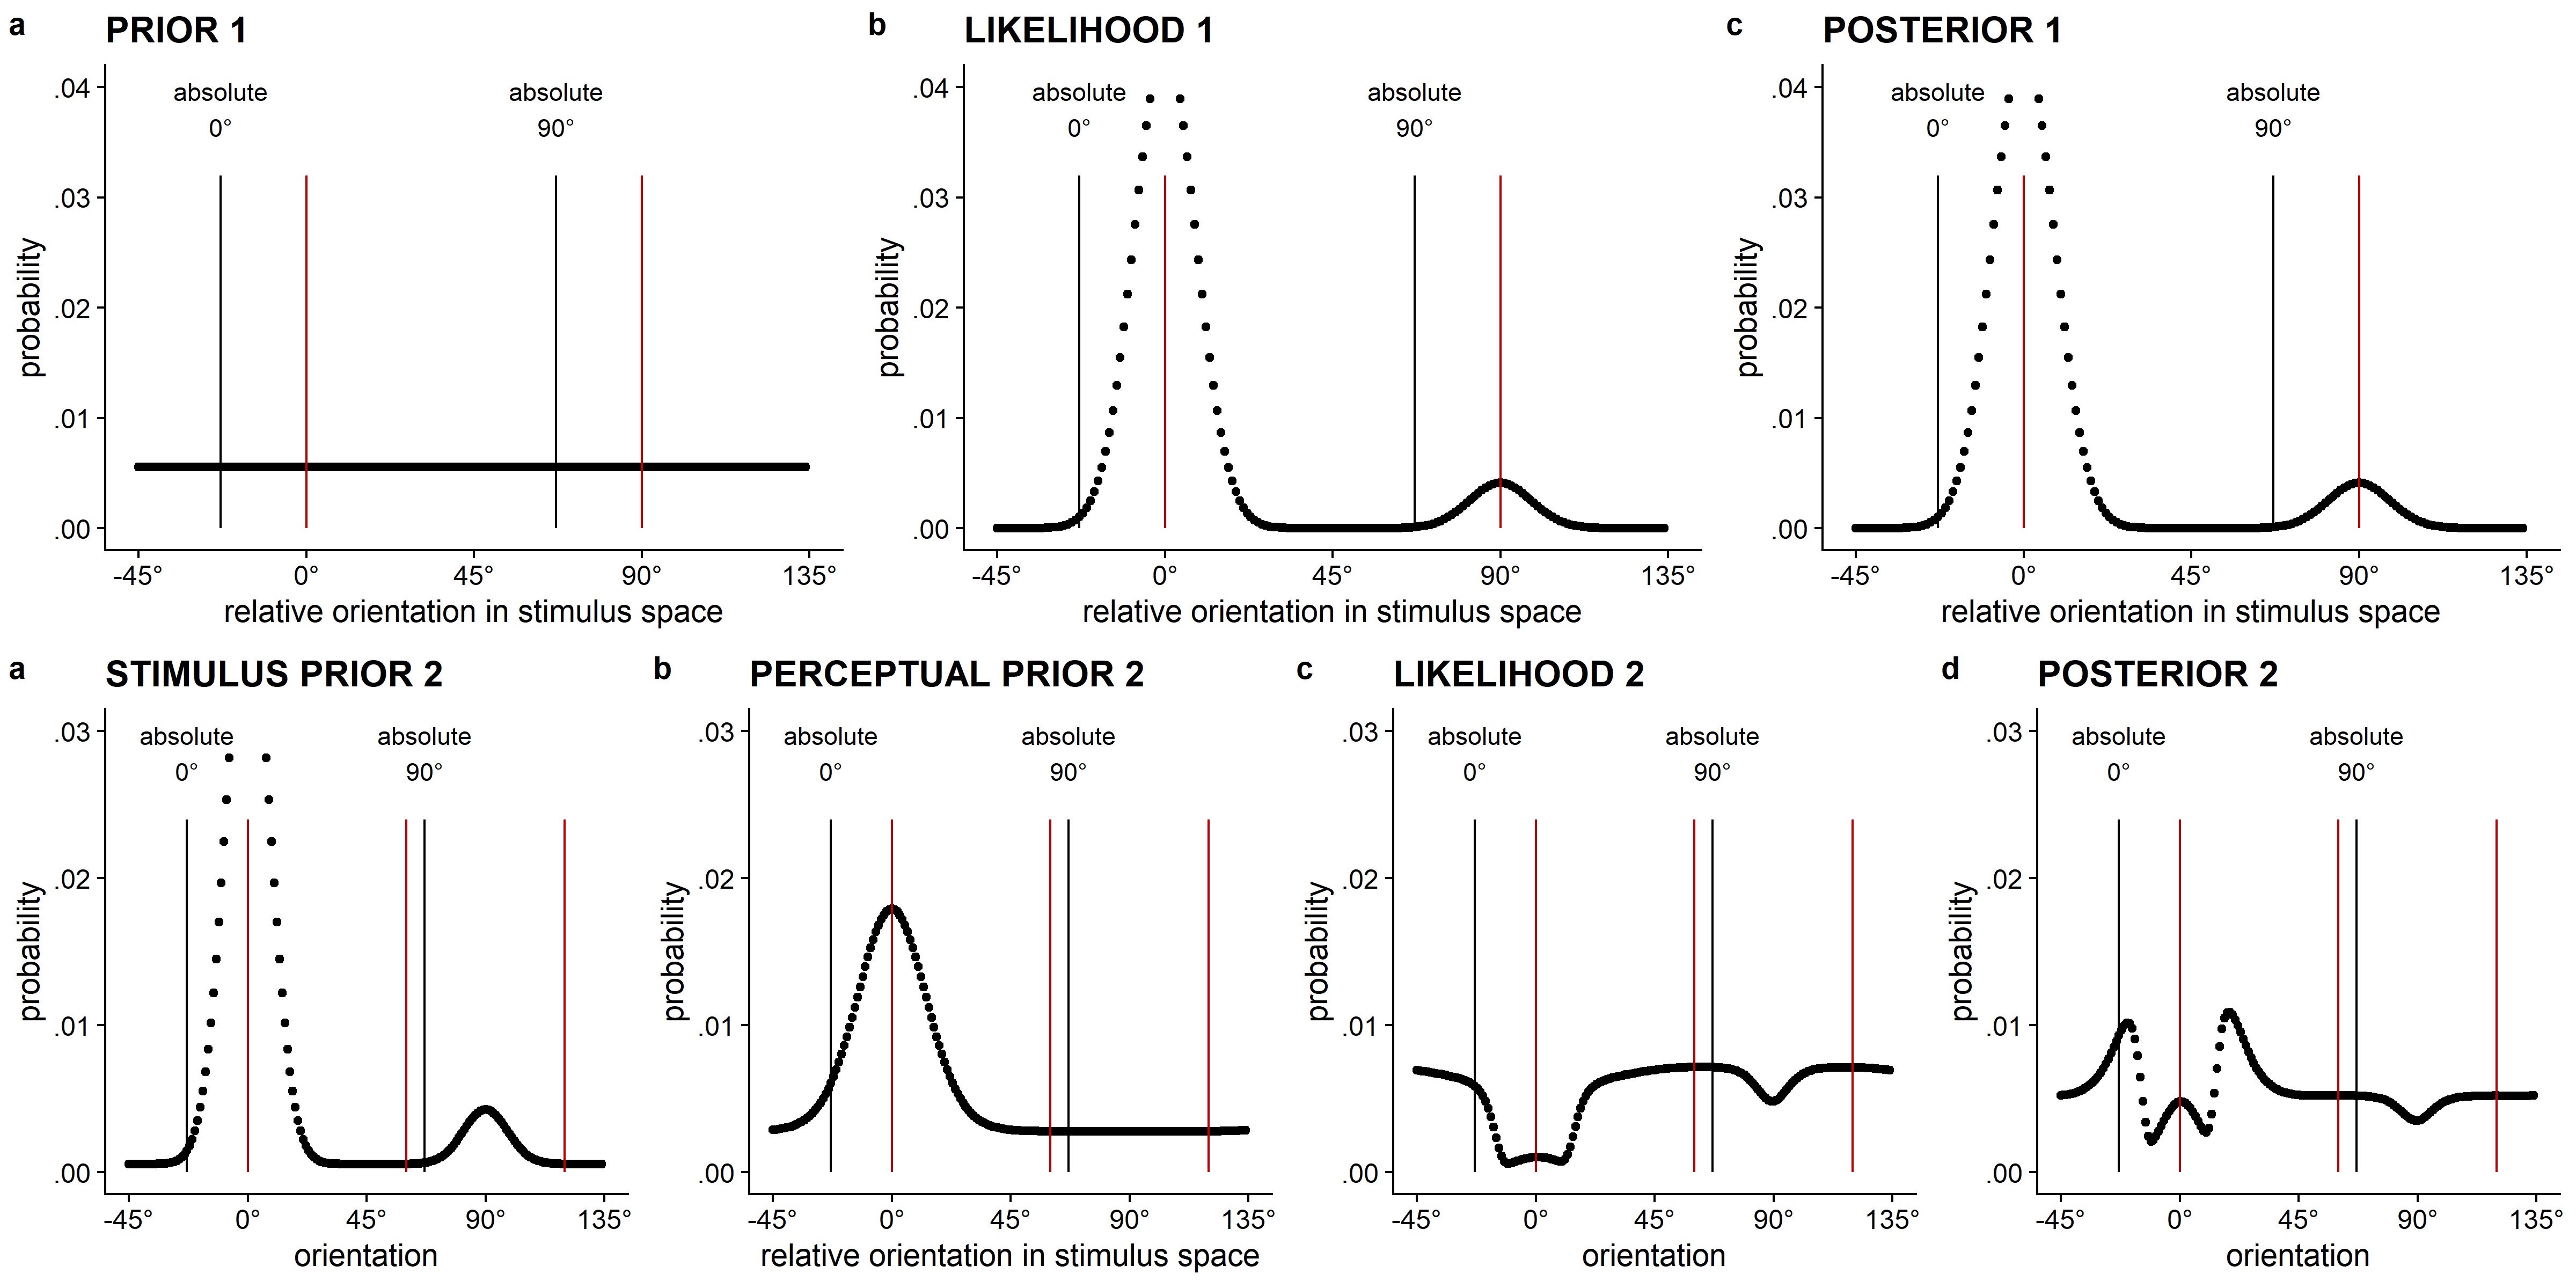 a PRIOR 1
absolute absolute
0° 90°
.04
.03
.02
.01
.00
probability
-45° 0° 45° 90° 135°
relative orientation in stimulus space
b LIKELIHOOD 1
absolute absolute
0° 90°
.04
.03
.02
.01
.00
probability
-45° 0° 45° 90° 135°
relative orientation in stimulus space
c POSTERIOR 1
absolute absolute
0° 90°
.04
.03
.02
.01
.00
probability
-45° 0° 45° 90° 135°
relative orientation in stimulus space
a STIMULUS PRIOR 2
absolute absolute
0° 90°
.03
.02
.01
.00
probability
-45° 0° 45° 90° 135°
orientation
b PERCEPTUAL PRIOR 2
absolute absolute
0° 90°
.03
.02
.01
.00
probability
-45° 0° 45° 90° 135°
relative orientation in stimulus space
c LIKELIHOOD 2
absolute absolute
0° 90°
.03
.02
.01
.00
probability
-45° 0° 45° 90° 135°
orientation
d POSTERIOR 2
absolute absolute
0° 90°
.03
.02
.01
.00
probability
-45° 0° 45° 90° 135°
orientation